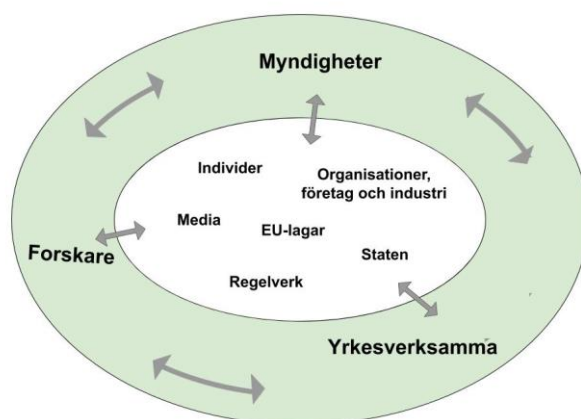 Myndigheter
Individer
Organisationer,
företag och industri
Media
EU-lagar
Forskare
Staten
Regelverk
Yrkesverksamma